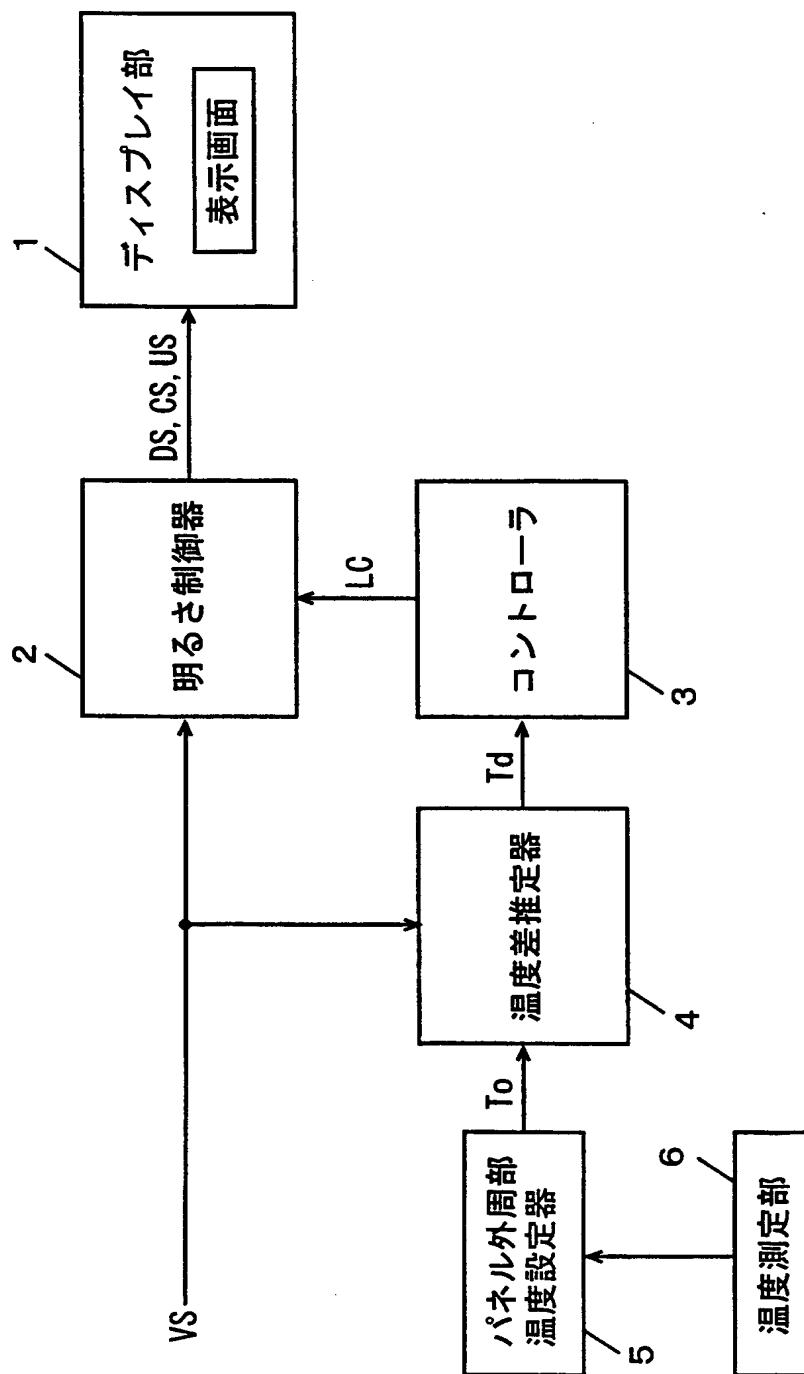 1
ディスプレイ部
表示画面
DS, CS, US
2
明るさ制御器
LC
コントローラ
3
Td
温度差推定器
4
To
VS
パネル外周部
温度設定器
5
6
温度測定部